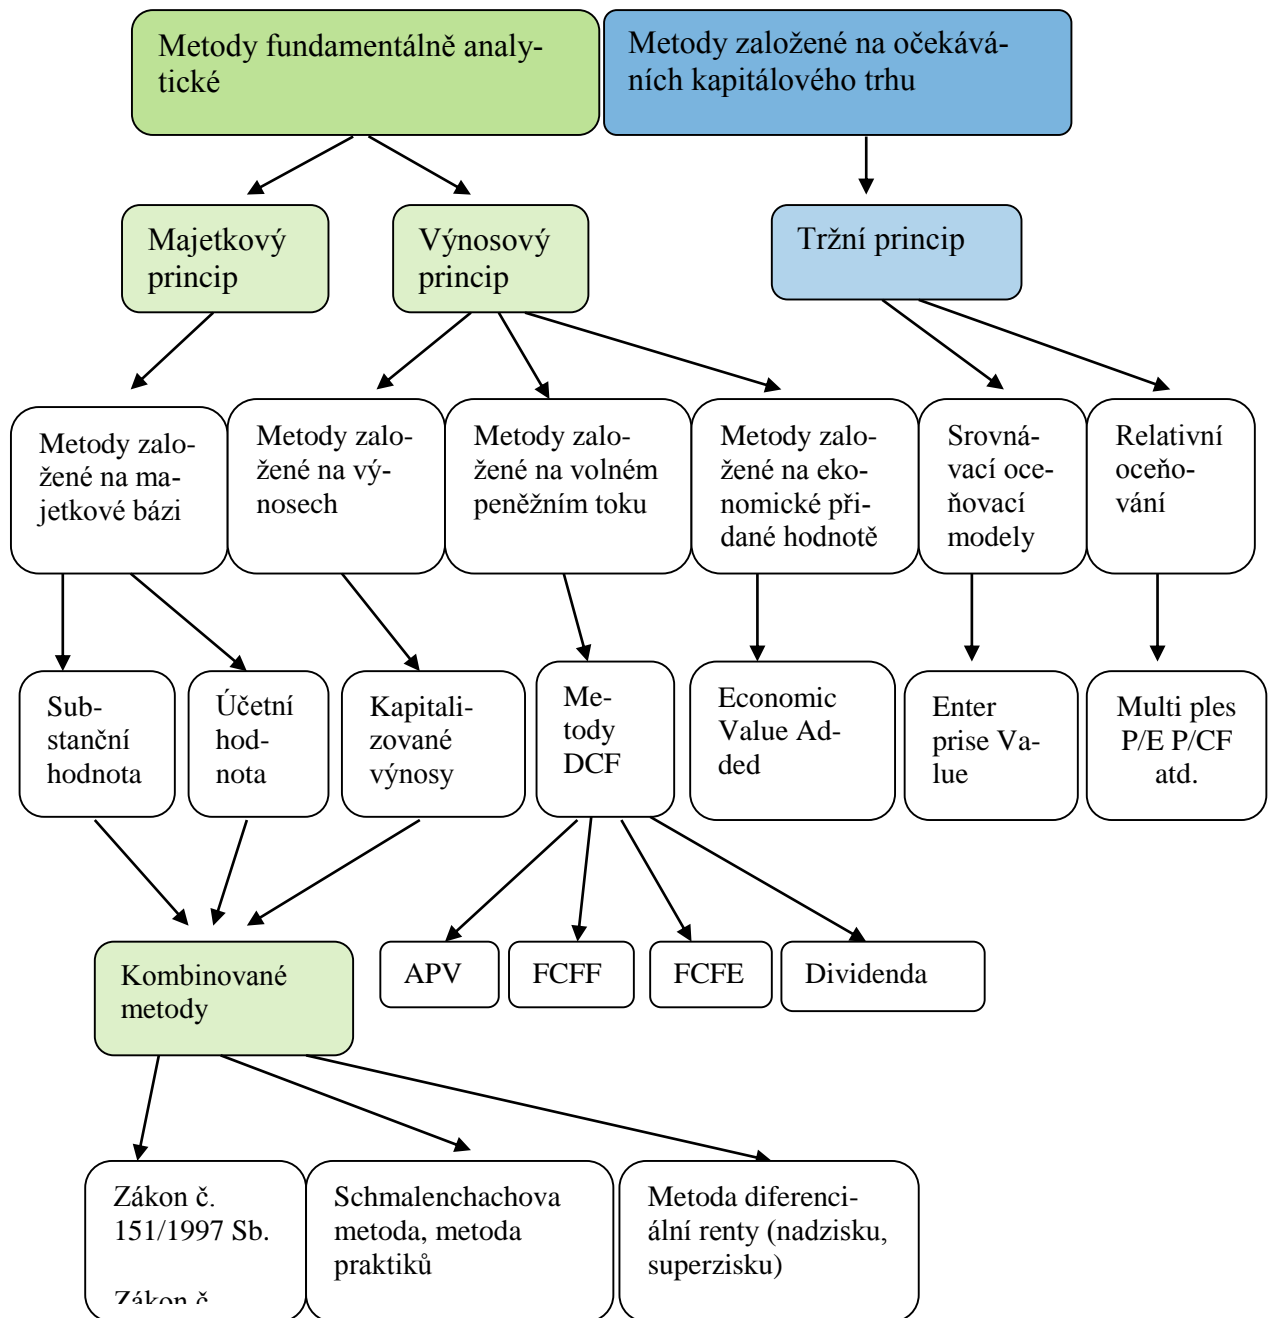 Metody fundamentálně analy-
tické
Metody založené na očekává-
ních kapitálového trhu
Majetkový
princip
Výnosový
princip
Tržní princip
Metody zalo-
žené na ma-
jetkové bázi
Metody zalo-
žené na vý-
nosech
Metody zalo-
žené na volném
peněžním toku
Metody zalo-
žené na eko-
nomické při-
dané hodnotě
Srovná-
vací oce-
ňovací
modely
Relativní
oceňo-
vání
Sub-
stanční
hodnota
Účetní
hod-
nota
Kapitali-
zované
výnosy
Me-
tody
DCF
Economic
Value Ad-
ded
Enter
prise Va-
lue
Multi ples
P/E P/CF
atd.
Kombinované
metody
APV
FCFF
FCFE
Dividenda
Zákon č.
151/1997 Sb.
Zákon č.
Schmalenchachova
metoda, metoda
praktiků
Metoda diferenci-
ální renty (nadzisku,
superzisku)